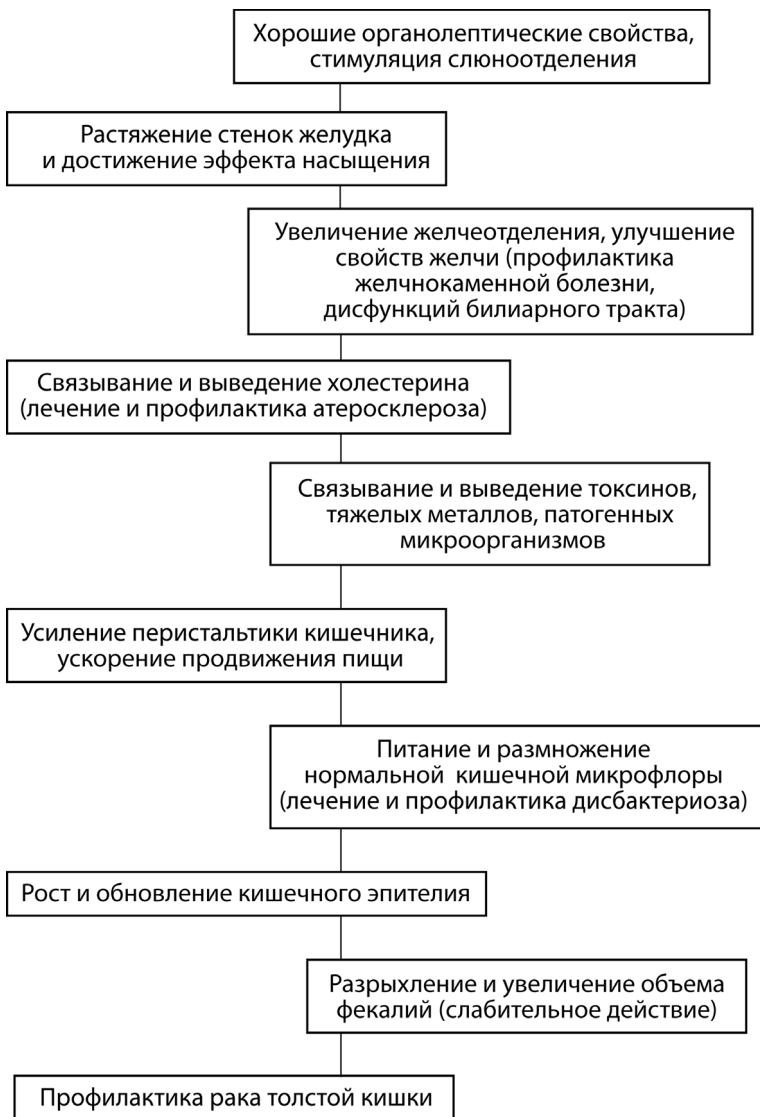 Хорошие органолептические свойства,
стимуляция слюноотделения
Растяжение стенок желудка
и достижение эффекта насыщения
Увеличение желчеотделения, улучшение
свойств желчи (профилактика
желчнокаменной болезни,
дисфункций билиарного тракта)
Связывание и выведение холестерина
(лечение и профилактика атеросклероза)
Связывание и выведение токсинов,
тяжелых металлов, патогенных
микроорганизмов
Усиление перистальтики кишечника,
ускорение продвижения пищи
Питание и размножение
нормальной кишечной микрофлоры
(лечение и профилактика дисбактериоза)
Рост и обновление кишечного эпителия
Разрыхление и увеличение объема
фекалий (слабительное действие)
Профилактика рака толстой кишки